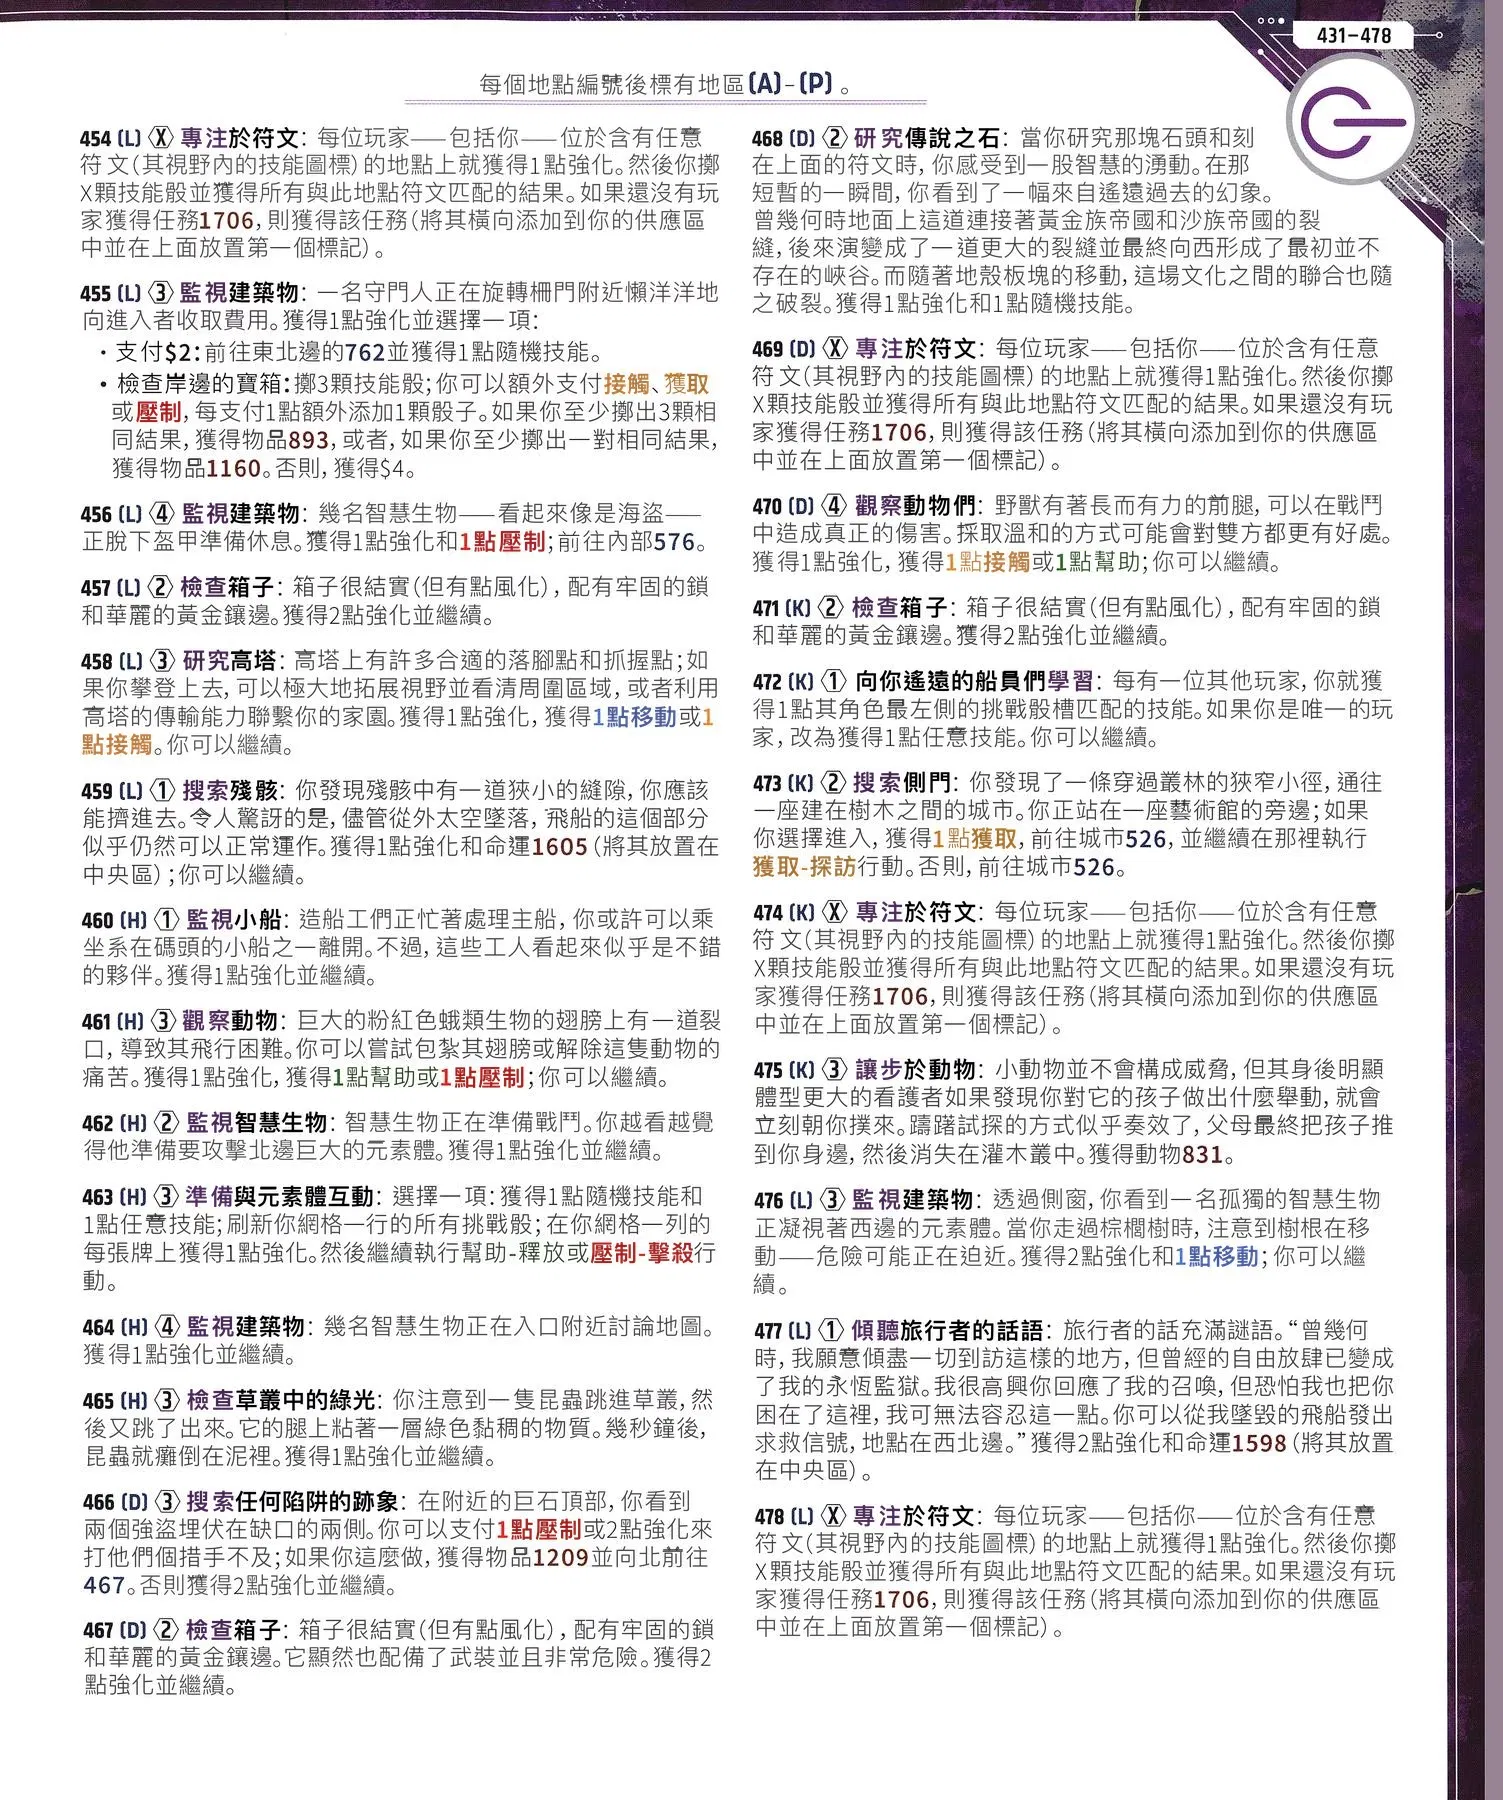 431–478
每個地點編號後標有地區(A)–(P)。
454 (L) X 專注於符文：每位玩家——包括你——位於含有任意
符文（其視野內的技能圖標）的地點上就獲得1點強化。然後你擲
X顆技能骰並獲得所有與此地點符文匹配的結果。如果還沒有玩
家獲得任務1706，則獲得該任務（將其橫向添加到你的供應區
中並在上面放置第一個標記）。
455 (L) 3 監視建築物：一名守門人正在旋轉柵門附近懶洋洋地
向進入者收取費用。獲得1點強化並選擇一項：
・支付$2：前往東北邊的762並獲得1點隨機技能。
・檢查岸邊的寶箱：擲3顆技能骰；你可以額外支付接觸、獲取
或壓制，每支付1點額外添加1顆骰子。如果你至少擲出3顆相
同結果，獲得物品893，或者，如果你至少擲出一對相同結果，
獲得物品1160。否則，獲得$4。
456 (L) 4 監視建築物：幾名智慧生物——看起來像是海盜——
正脫下盔甲準備休息。獲得1點強化和1點壓制；前往內部576。
457 (L) 2 檢查箱子：箱子很結實（但有點風化），配有牢固的鎖
和華麗的黃金鑲邊。獲得2點強化並繼續。
458 (L) 3 研究高塔：高塔上有許多合適的落腳點和抓握點；如
果你攀登上去，可以極大地拓展視野並看清周圍區域，或者利用
高塔的傳輸能力聯繫你的家園。獲得1點強化，獲得1點移動或1
點接觸。你可以繼續。
459 (L) 1 搜索殘骸：你發現殘骸中有一道狹小的縫隙，你應該
能擠進去。令人驚訝的是，儘管從外太空墜落，飛船的這個部分
似乎仍然可以正常運作。獲得1點強化和命運1605（將其放置在
中央區）；你可以繼續。
460 (H) 1 監視小船：造船工們正忙著處理主船，你或許可以乘
坐系在碼頭的小船之一離開。不過，這些工人看起來似乎是不錯
的夥伴。獲得1點強化並繼續。
461 (H) 3 觀察動物：巨大的粉紅色蛾類生物的翅膀上有一道裂
口，導致其飛行困難。你可以嘗試包紮其翅膀或解除這隻動物的
痛苦。獲得1點強化，獲得1點幫助或1點壓制；你可以繼續。
462 (H) 2 監視智慧生物：智慧生物正在準備戰鬥。你越看越覺
得他準備要攻擊北邊巨大的元素體。獲得1點強化並繼續。
463 (H) 3 準備與元素體互動：選擇一項：獲得1點隨機技能和
1點任意技能；刷新你網格一行的所有挑戰骰；在你網格一列的
每張牌上獲得1點強化。然後繼續執行幫助-釋放或壓制-擊殺行
動。
464 (H) 4 監視建築物：幾名智慧生物正在入口附近討論地圖。
獲得1點強化並繼續。
465 (H) 3 檢查草叢中的綠光：你注意到一隻昆蟲跳進草叢，然
後又跳了出來。它的腿上粘著一層綠色黏稠的物質。幾秒鐘後，
昆蟲就癱倒在泥裡。獲得1點強化並繼續。
466 (D) 3 搜索任何陷阱的跡象：在附近的巨石頂部，你看到
兩個強盜埋伏在缺口的兩側。你可以支付1點壓制或2點強化來
打他們個措手不及；如果你這麼做，獲得物品1209並向北前往
467。否則獲得2點強化並繼續。
467 (D) 2 檢查箱子：箱子很結實（但有點風化），配有牢固的鎖
和華麗的黃金鑲邊。它顯然也配備了武裝並且非常危險。獲得2
點強化並繼續。
468 (D) 2 研究傳說之石：當你研究那塊石頭和刻
在上面的符文時，你感受到一股智慧的湧動。在那
短暫的一瞬間，你看到了一幅來自遙遠過去的幻象。
曾幾何時地面上這道連接著黃金族帝國和沙族帝國的裂
縫，後來演變成了一道更大的裂縫並最終向西形成了最初並不
存在的峽谷。而隨著地殼板塊的移動，這場文化之間的聯合也隨
之破裂。獲得1點強化和1點隨機技能。
469 (D) X 專注於符文：每位玩家——包括你——位於含有任意
符文（其視野內的技能圖標）的地點上就獲得1點強化。然後你擲
X顆技能骰並獲得所有與此地點符文匹配的結果。如果還沒有玩
家獲得任務1706，則獲得該任務（將其橫向添加到你的供應區
中並在上面放置第一個標記）。
470 (D) 4 觀察動物們：野獸有著長而有力的前腿，可以在戰鬥
中造成真正的傷害。採取溫和的方式可能會對雙方都更有好處。
獲得1點強化，獲得1點接觸或1點幫助；你可以繼續。
471 (K) 2 檢查箱子：箱子很結實（但有點風化），配有牢固的鎖
和華麗的黃金鑲邊。獲得2點強化並繼續。
472 (K) 1 向你遙遠的船員們學習：每有一位其他玩家，你就獲
得1點其角色最左側的挑戰骰槽匹配的技能。如果你是唯一的玩
家，改為獲得1點任意技能。你可以繼續。
473 (K) 2 搜索側門：你發現了一條穿過叢林的狹窄小徑，通往
一座建在樹木之間的城市。你正站在一座藝術館的旁邊；如果
你選擇進入，獲得1點獲取，前往城市526，並繼續在那裡執行
獲取-探訪行動。否則，前往城市526。
474 (K) X 專注於符文：每位玩家——包括你——位於含有任意
符文（其視野內的技能圖標）的地點上就獲得1點強化。然後你擲
X顆技能骰並獲得所有與此地點符文匹配的結果。如果還沒有玩
家獲得任務1706，則獲得該任務（將其橫向添加到你的供應區
中並在上面放置第一個標記）。
475 (K) 3 讓步於動物：小動物並不會構成威脅，但其身後明顯
體型更大的看護者如果發現你對它的孩子做出什麼舉動，就會
立刻朝你撲來。躊躇試探的方式似乎奏效了，父母最終把孩子推
到你身邊，然後消失在灌木叢中。獲得動物831。
476 (L) 3 監視建築物：透過側窗，你看到一名孤獨的智慧生物
正凝視著西邊的元素體。當你走過棕櫚樹時，注意到樹根在移
動——危險可能正在迫近。獲得2點強化和1點移動；你可以繼
續。
477 (L) 1 傾聽旅行者的話語：旅行者的話充滿謎語。“曾幾何
時，我願意傾盡一切到訪這樣的地方，但曾經的自由放肆已變成
了我的永恆監獄。我很高興你回應了我的召喚，但恐怕我也把你
困在了這裡，我可無法容忍這一點。你可以從我墜毀的飛船發出
求救信號，地點在西北邊。”獲得2點強化和命運1598（將其放置
在中央區）。
478 (L) X 專注於符文：每位玩家——包括你——位於含有任意
符文（其視野內的技能圖標）的地點上就獲得1點強化。然後你擲
X顆技能骰並獲得所有與此地點符文匹配的結果。如果還沒有玩
家獲得任務1706，則獲得該任務（將其橫向添加到你的供應區
中並在上面放置第一個標記）。